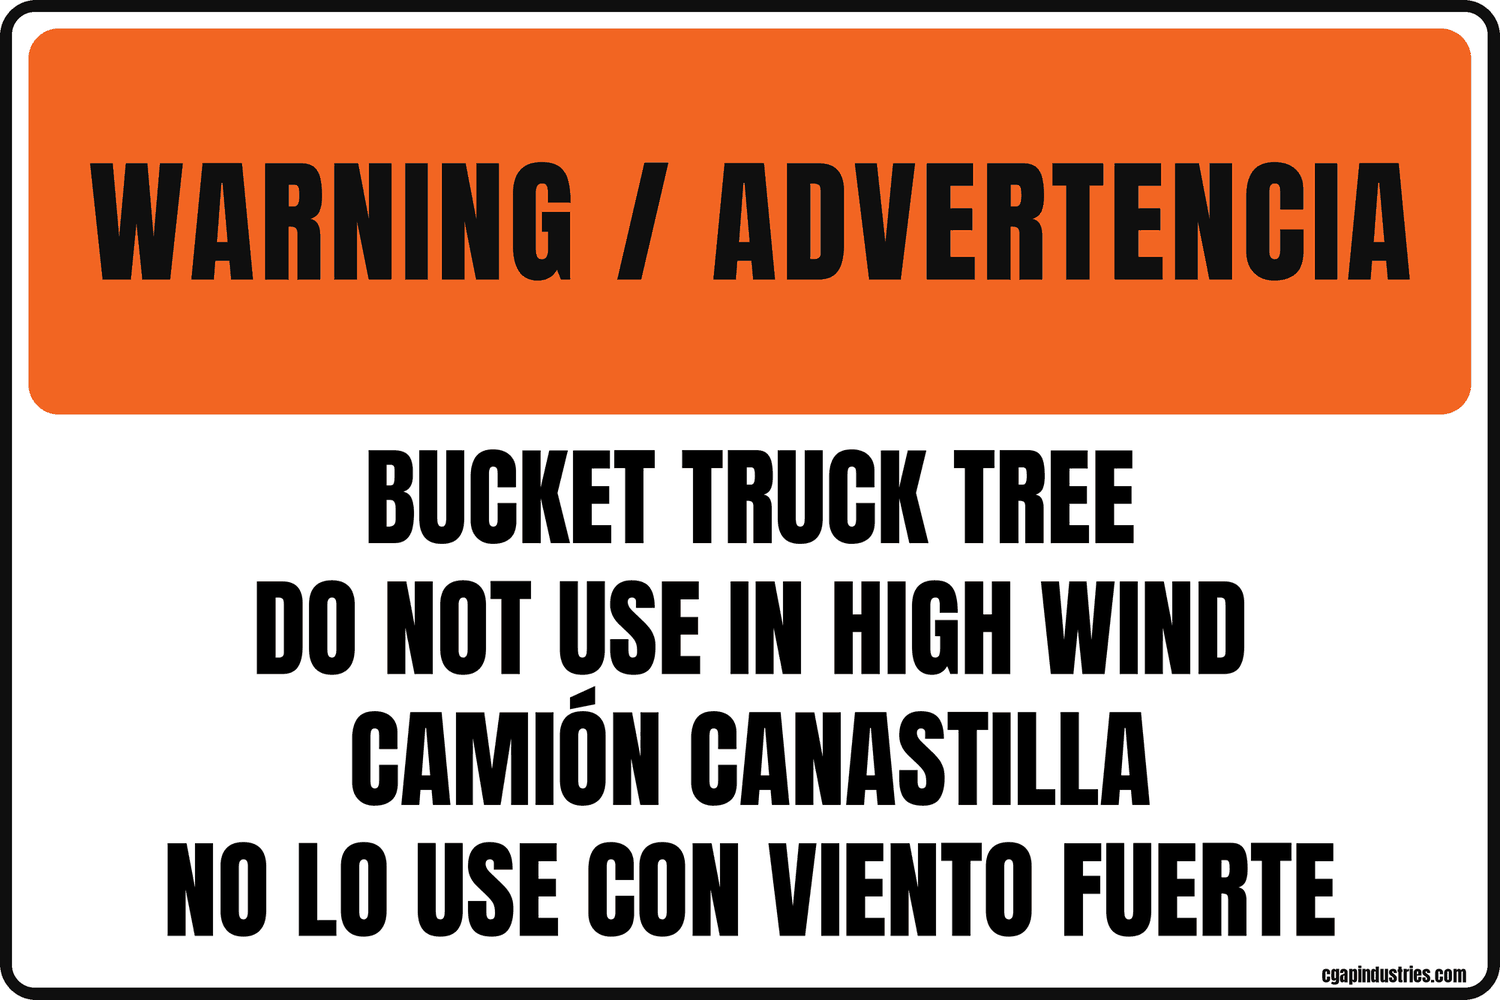 WARNING / ADVERTENCIA
BUCKET TRUCK TREE
DO NOT USE IN HIGH WIND
CAMIÓN CANASTILLA
NO LO USE CON VIENTO FUERTE
cgapindustries.com